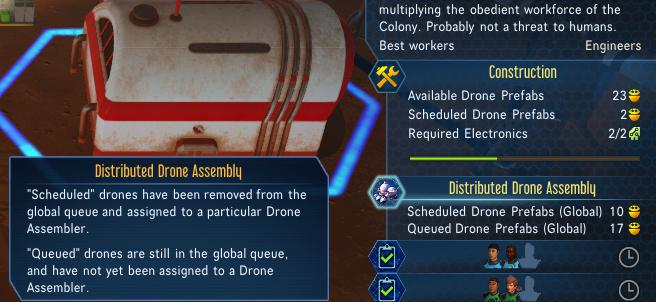 multiplying the obedient workforce of the
Colony. Probably not a threat to humans.
Best workers Engineers
Construction
Available Drone Prefabs 23
Scheduled Drone Prefabs 2
Required Electronics 2/2
Distributed Drone Assembly
"Scheduled" drones have been removed from the
global queue and assigned to a particular Drone
Assembler.
"Queued" drones are still in the global queue,
and have not yet been assigned to a Drone
Assembler.
Distributed Drone Assembly
Scheduled Drone Prefabs (Global) 10
Queued Drone Prefabs (Global) 17